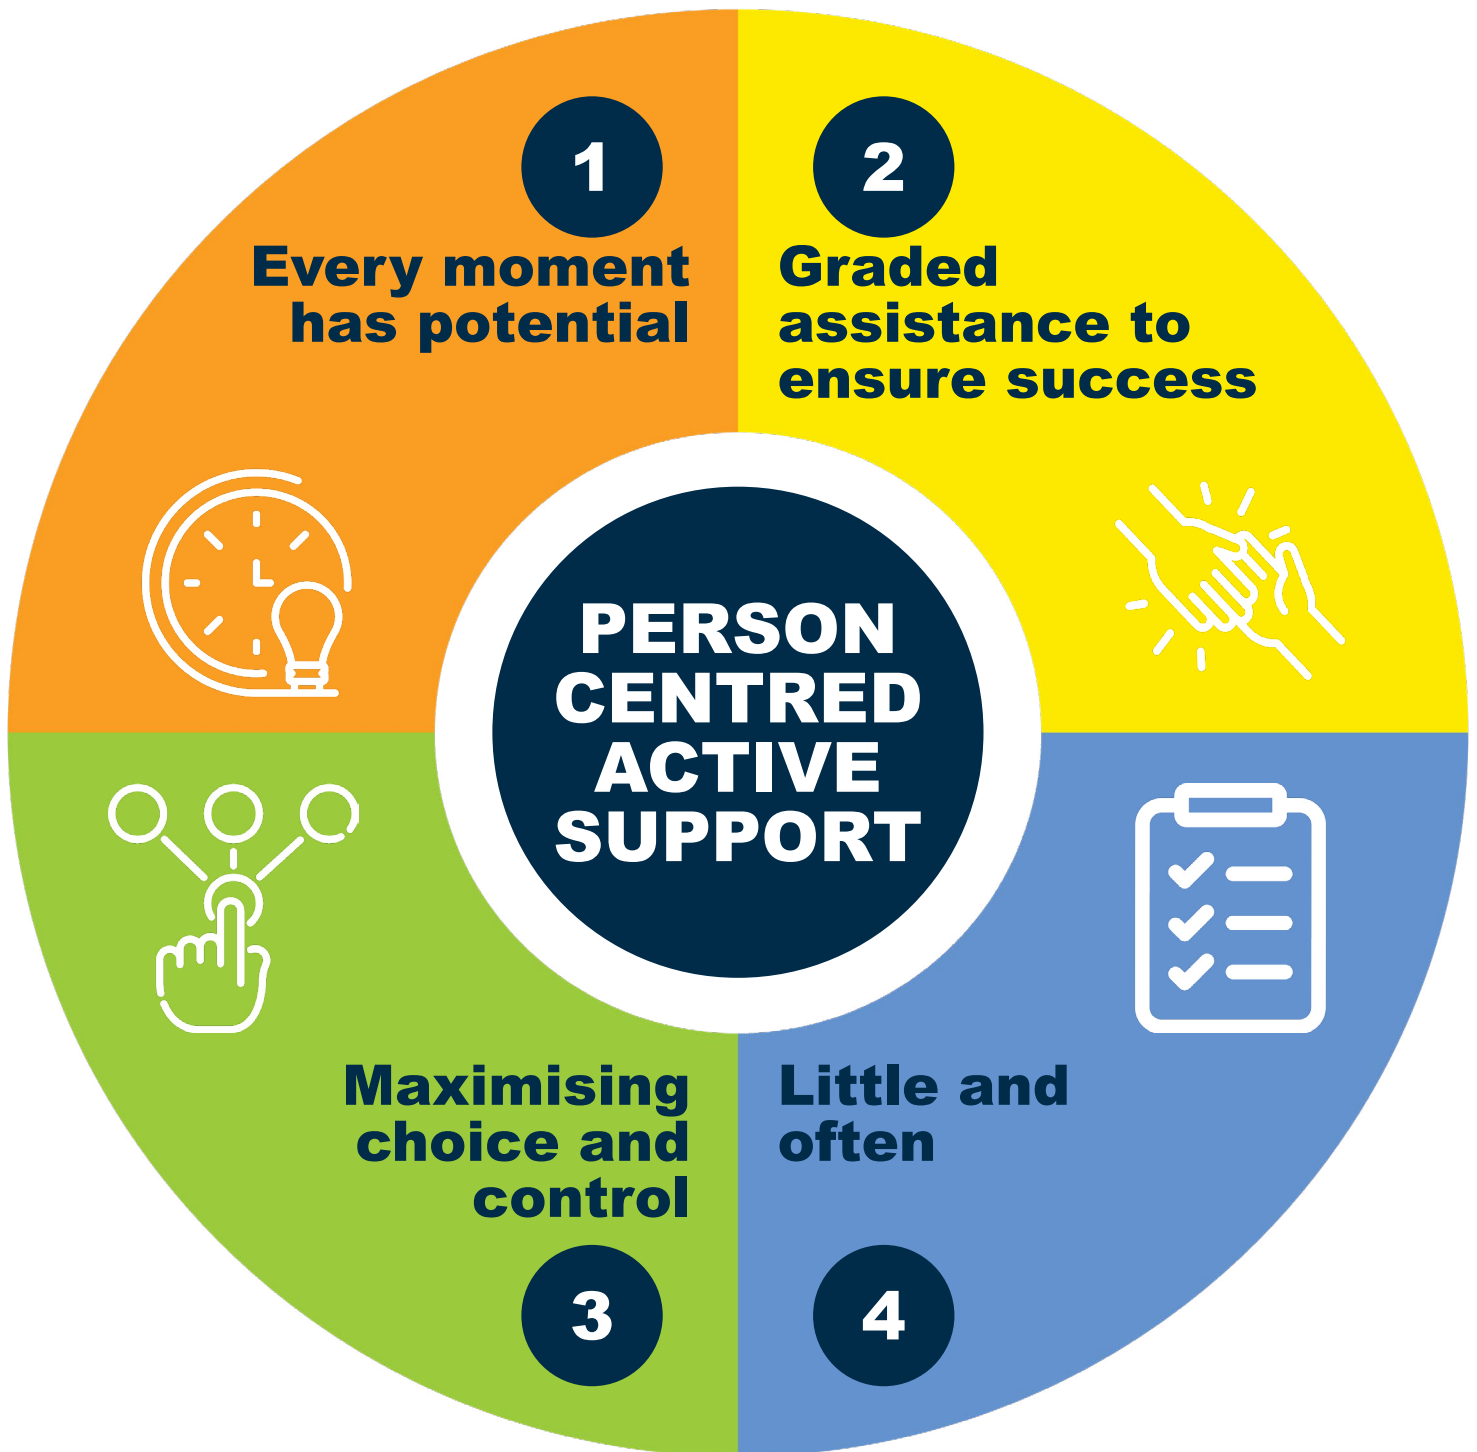 1
Every moment
has potential
2
Graded
assistance to
ensure success
PERSON
CENTRED
ACTIVE
SUPPORT
Maximising
choice and
control
3
Little and
often
4